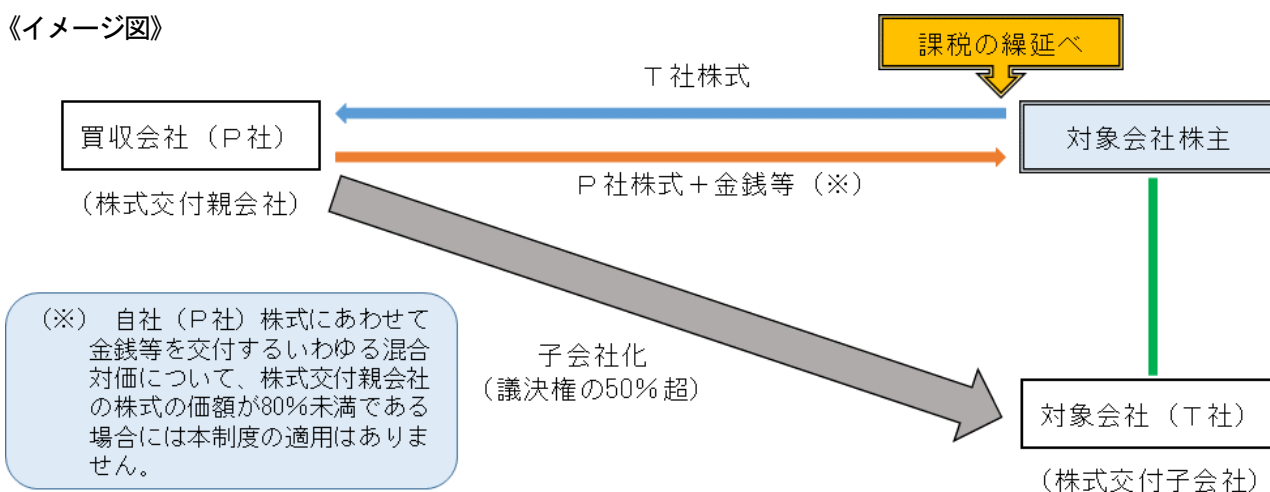 《イメージ図》
課税の繰延べ
T社株式
買収会社（P社）
対象会社株主
P社株式＋金銭等（※）
（株式交付親会社）
（※）　自社（P社）株式にあわせて
金銭等を交付するいわゆる混合
対価について、株式交付親会社
の株式の価額が80％未満である
場合には本制度の適用はありま
せん。
子会社化
（議決権の50％超）
対象会社（T社）
（株式交付子会社）